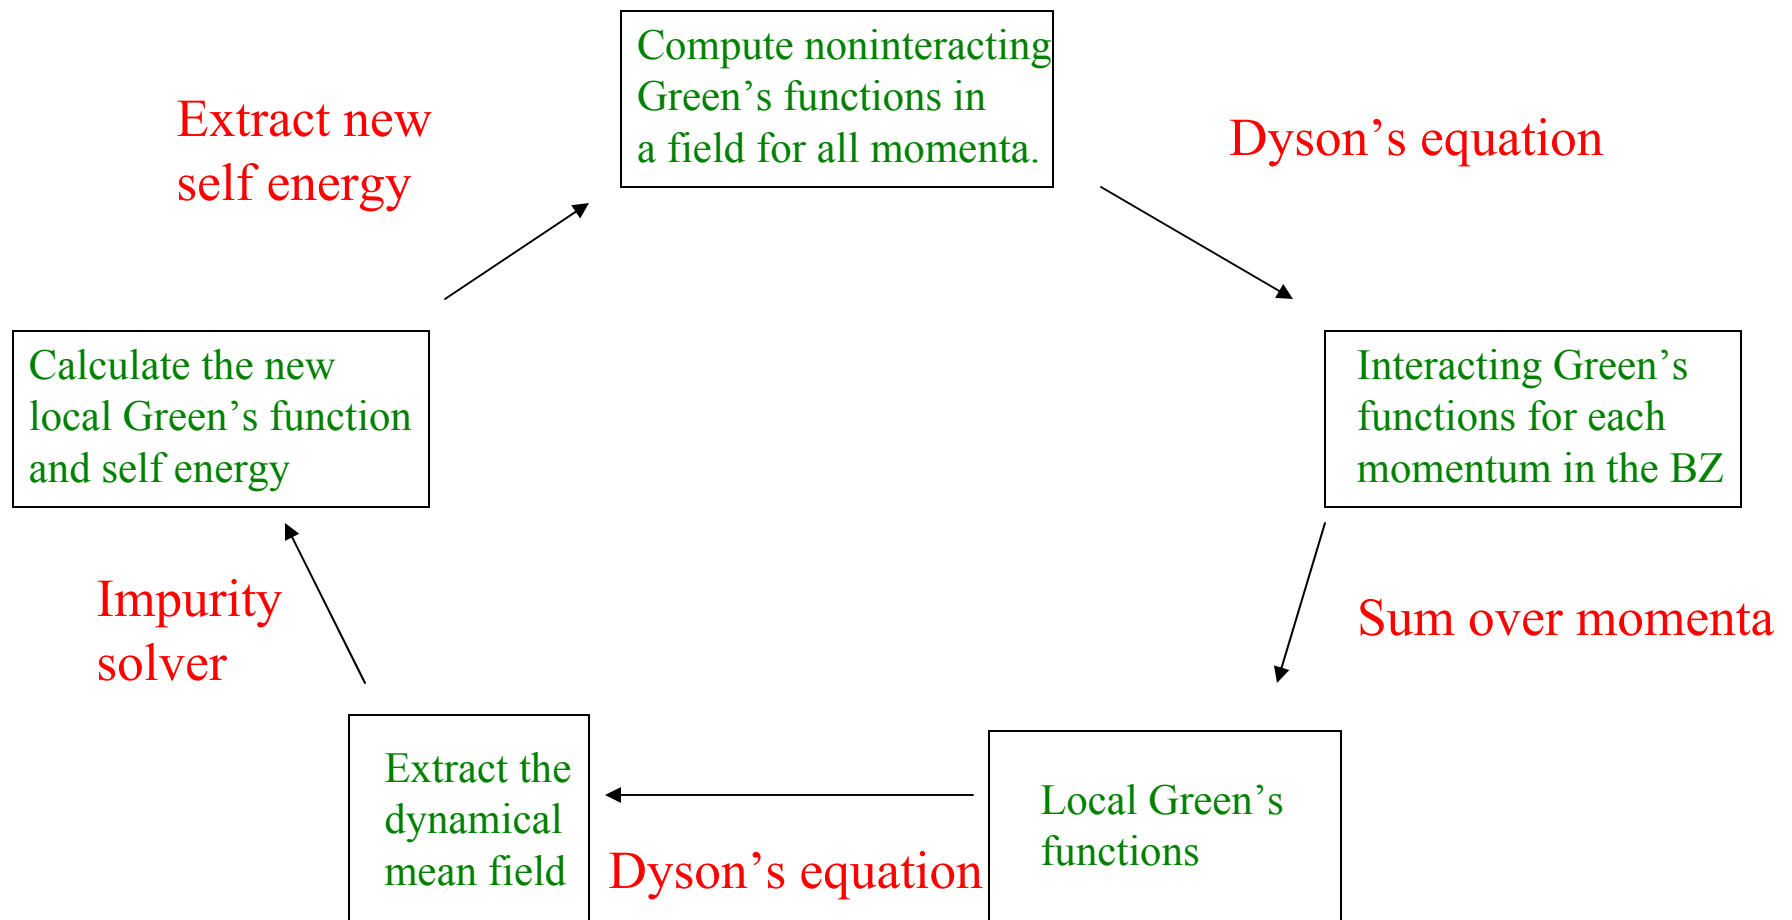 Compute noninteracting
Green’s functions in
a field for all momenta.
Extract new
self energy
Dyson’s equation
Calculate the new
local Green’s function
and self energy
Interacting Green’s
functions for each
momentum in the BZ
Impurity
solver
Sum over momenta
Extract the
dynamical
mean field
Dyson’s equation
Local Green’s
functions